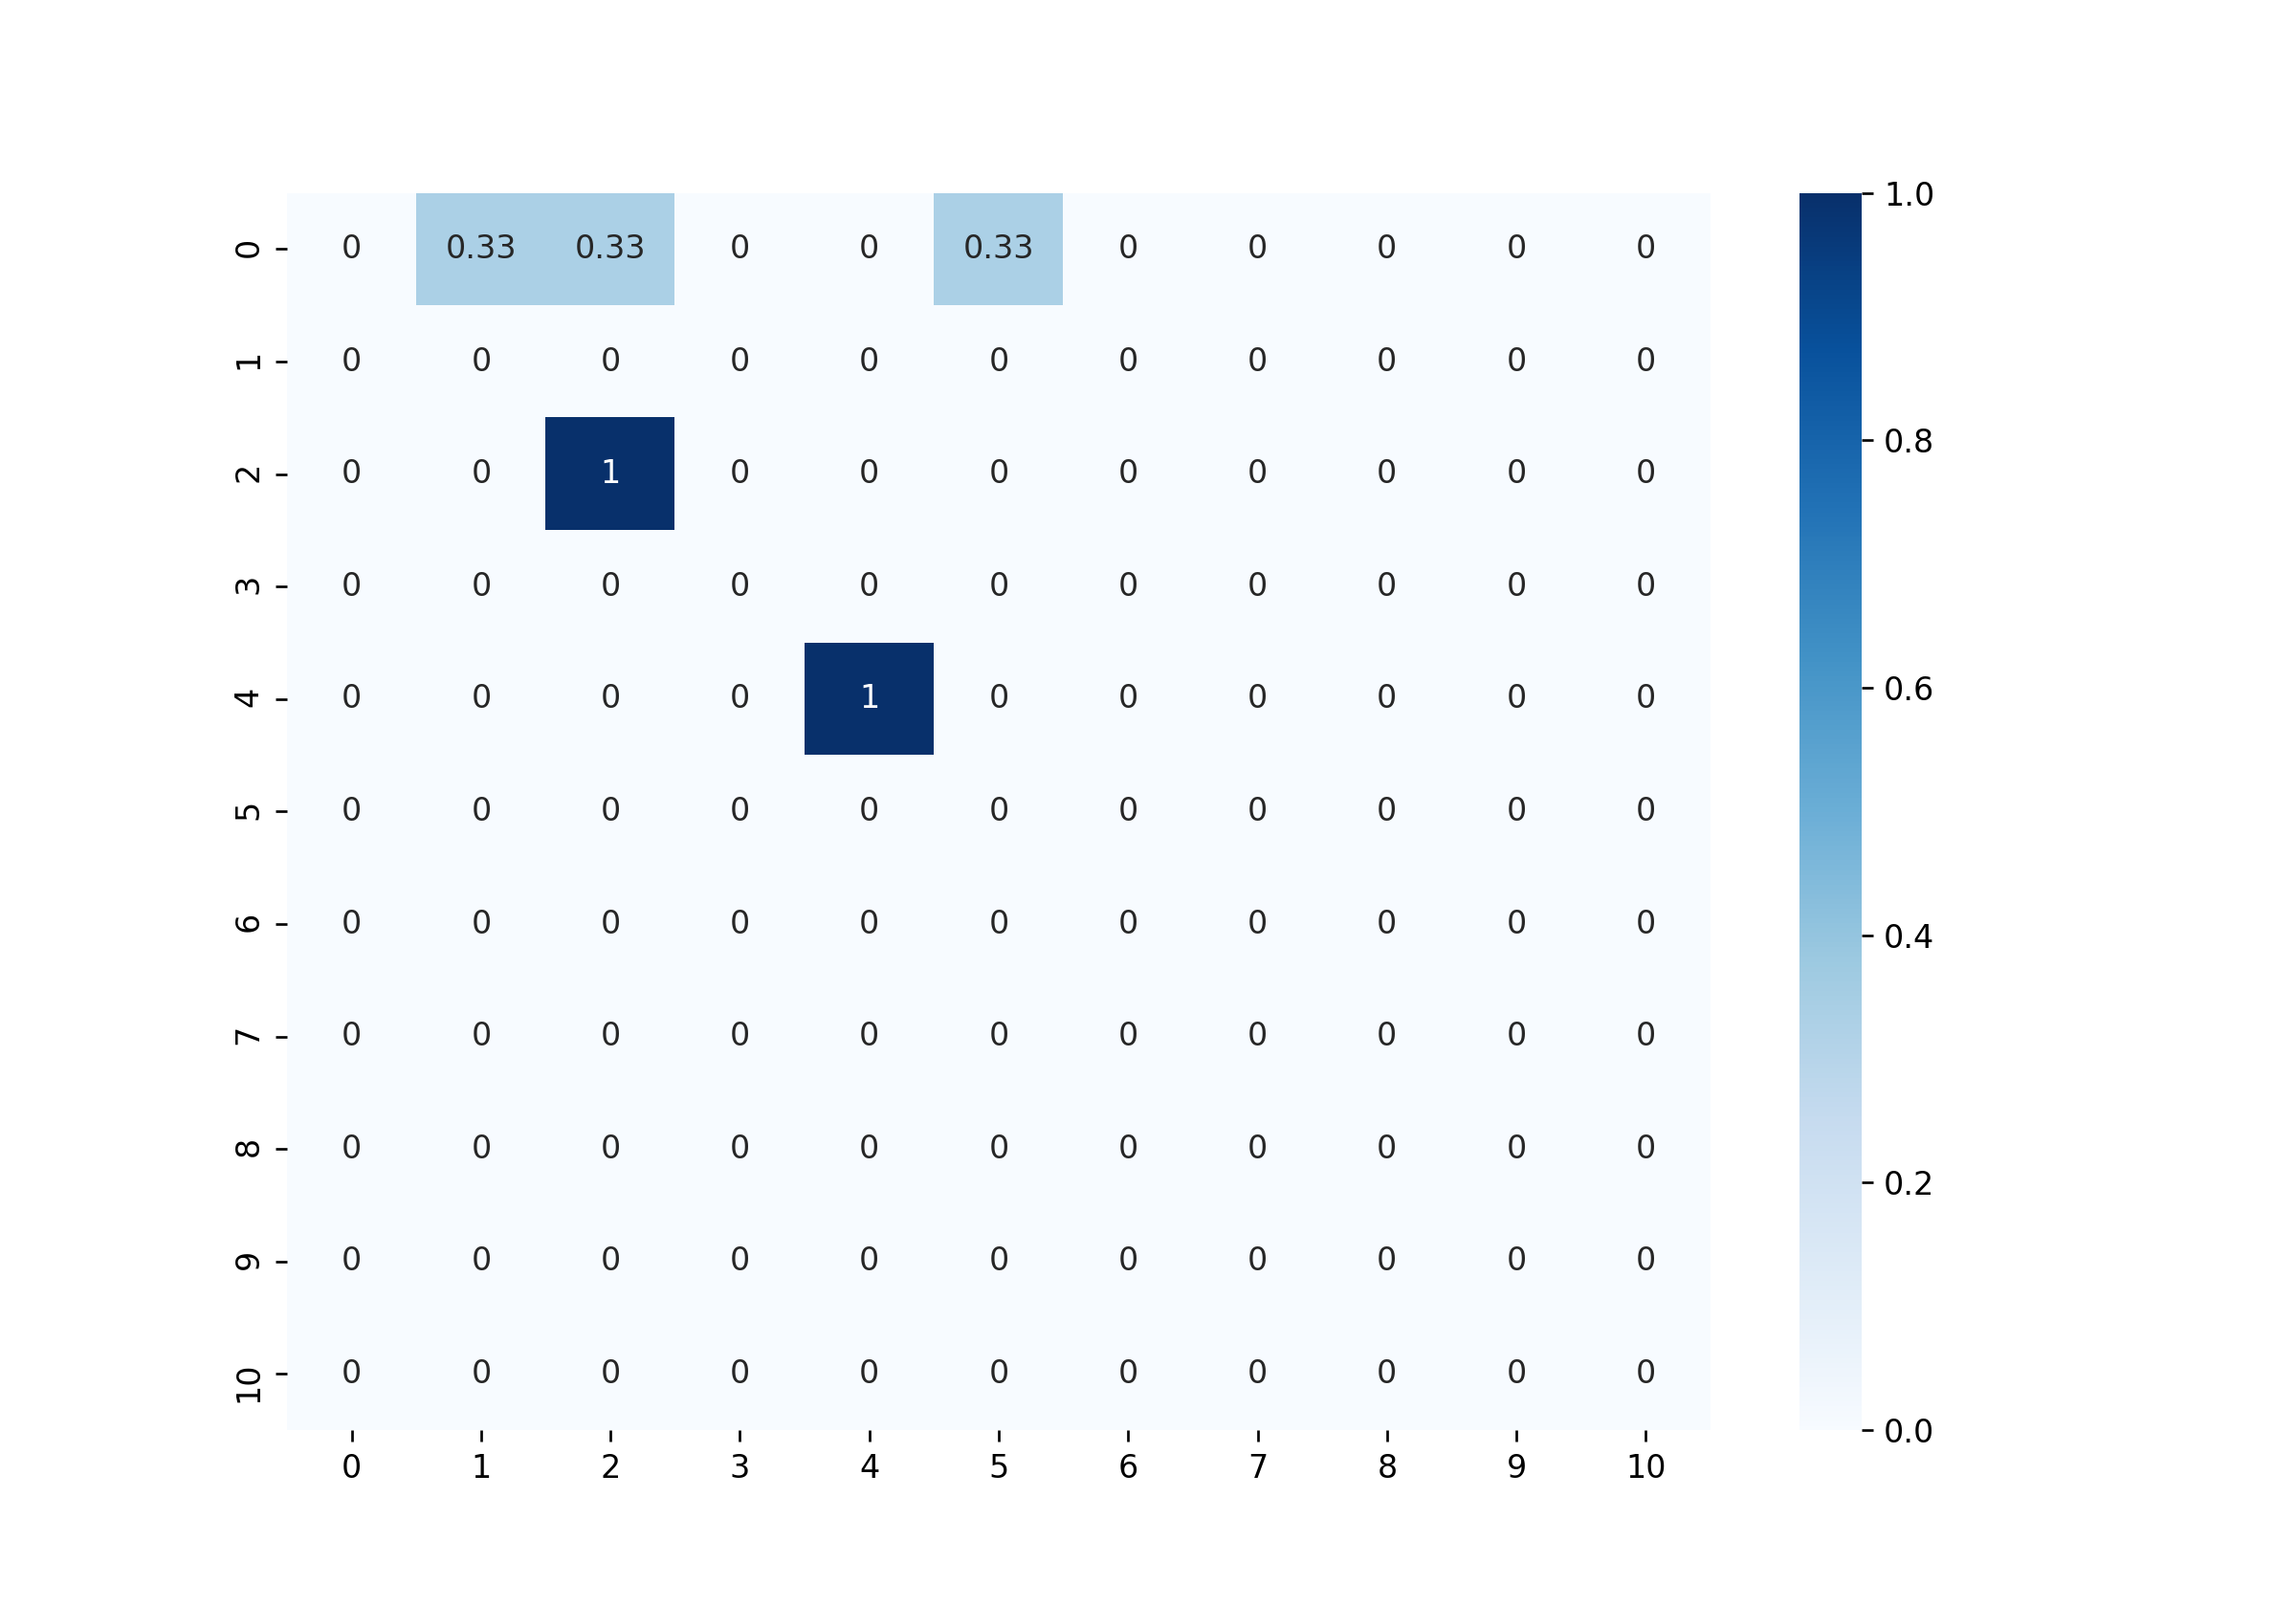 1.0
0 0 0.33 0.33 0 0 0.33 0 0 0 0 0
1 0 0 0 0 0 0 0 0 0 0 0
0.8
2 0 0 1 0 0 0 0 0 0 0 0
3 0 0 0 0 0 0 0 0 0 0 0
0.6
4 0 0 0 0 1 0 0 0 0 0 0
5 0 0 0 0 0 0 0 0 0 0 0
6 0 0 0 0 0 0 0 0 0 0 0
0.4
7 0 0 0 0 0 0 0 0 0 0 0
8 0 0 0 0 0 0 0 0 0 0 0
0.2
9 0 0 0 0 0 0 0 0 0 0 0
10 0 0 0 0 0 0 0 0 0 0 0
0.0
0 1 2 3 4 5 6 7 8 9 10